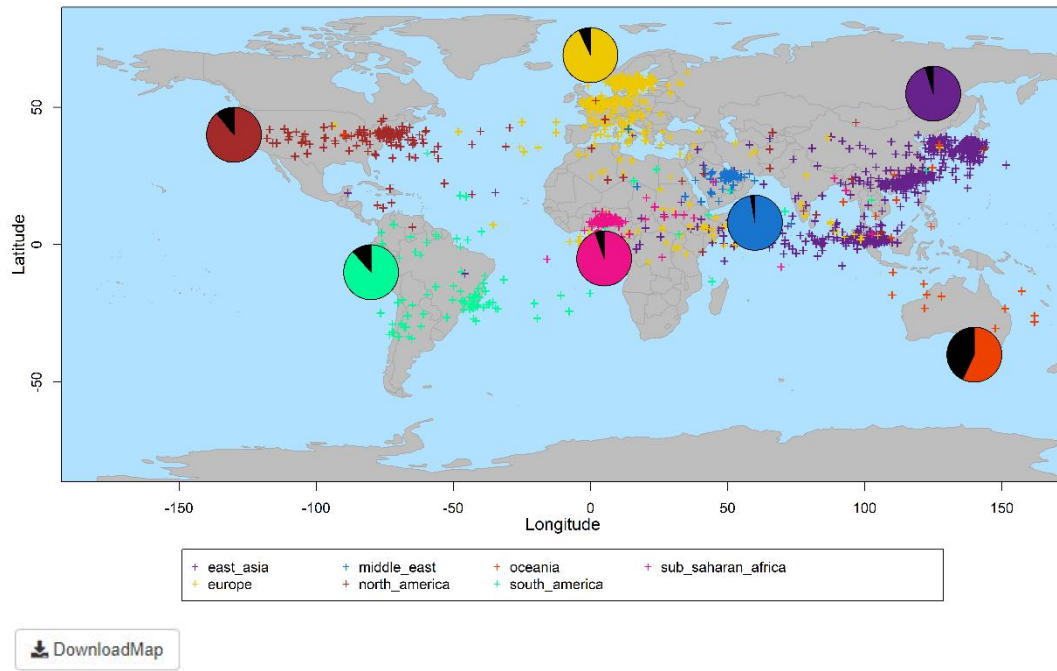 50
0
-50
Latitude
-150
-100
-50
0
50
100
150
Longitude
east_asia
middle_east
oceania
sub_saharan_africa
europe
north_america
south_america
DownloadMap